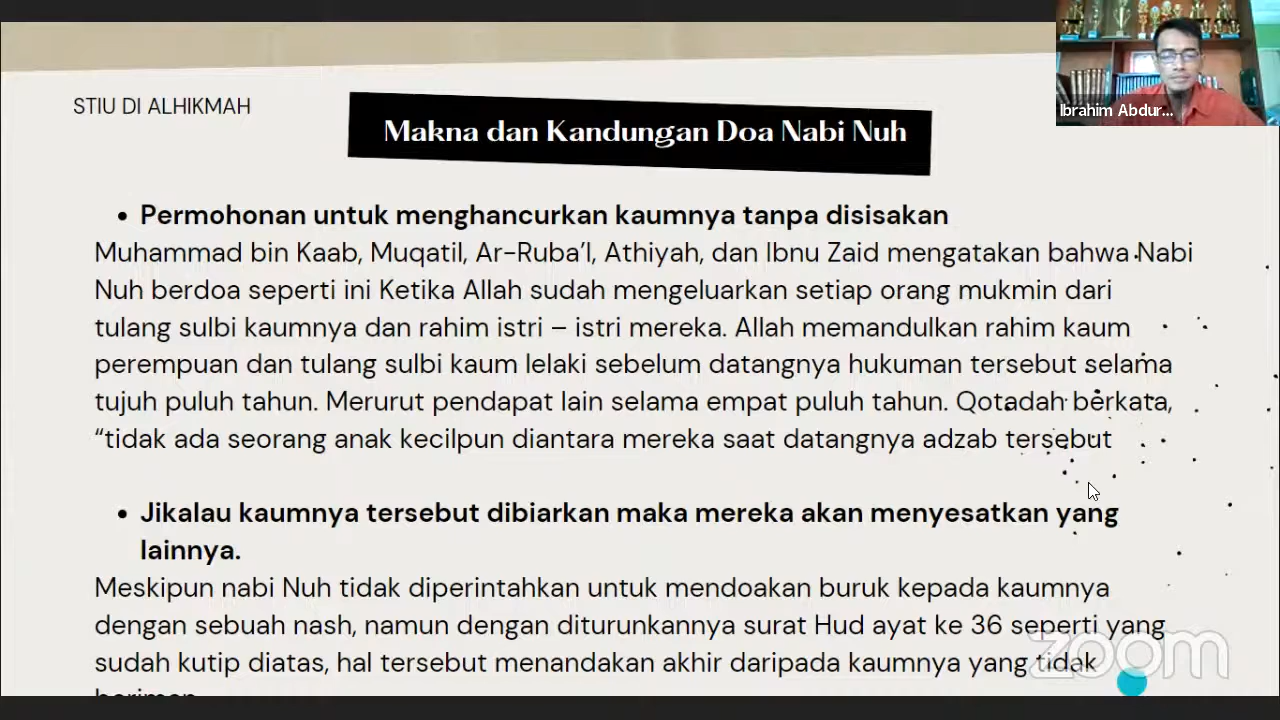 STIU DI ALHIKMAH
Makna dan Kandungan Doa Nabi Nuh
Ibrahim Abdur...
• Permohonan untuk menghancurkan kaumnya tanpa disisakan
Muhammad bin Kaab, Muqatil, Ar-Ruba’I, Athiyah, dan Ibnu Zaid mengatakan bahwa Nabi
Nuh berdoa seperti ini Ketika Allah sudah mengeluarkan setiap orang mukmin dari
tulang sulbi kaumnya dan rahim istri – istri mereka. Allah memandulkan rahim kaum
perempuan dan tulang sulbi kaum lelaki sebelum datangnya hukuman tersebut selama
tujuh puluh tahun. Merurut pendapat lain selama empat puluh tahun. Qotadah berkata,
“tidak ada seorang anak kecilpun diantara mereka saat datangnya adzab tersebut
• Jikalau kaumnya tersebut dibiarkan maka mereka akan menyesatkan yang
lainnya.
Meskipun nabi Nuh tidak diperintahkan untuk mendoakan buruk kepada kaumnya
dengan sebuah nash, namun dengan diturunkannya surat Hud ayat ke 36 seperti yang
sudah kutip diatas, hal tersebut menandakan akhir daripada kaumnya yang tidak
zoom